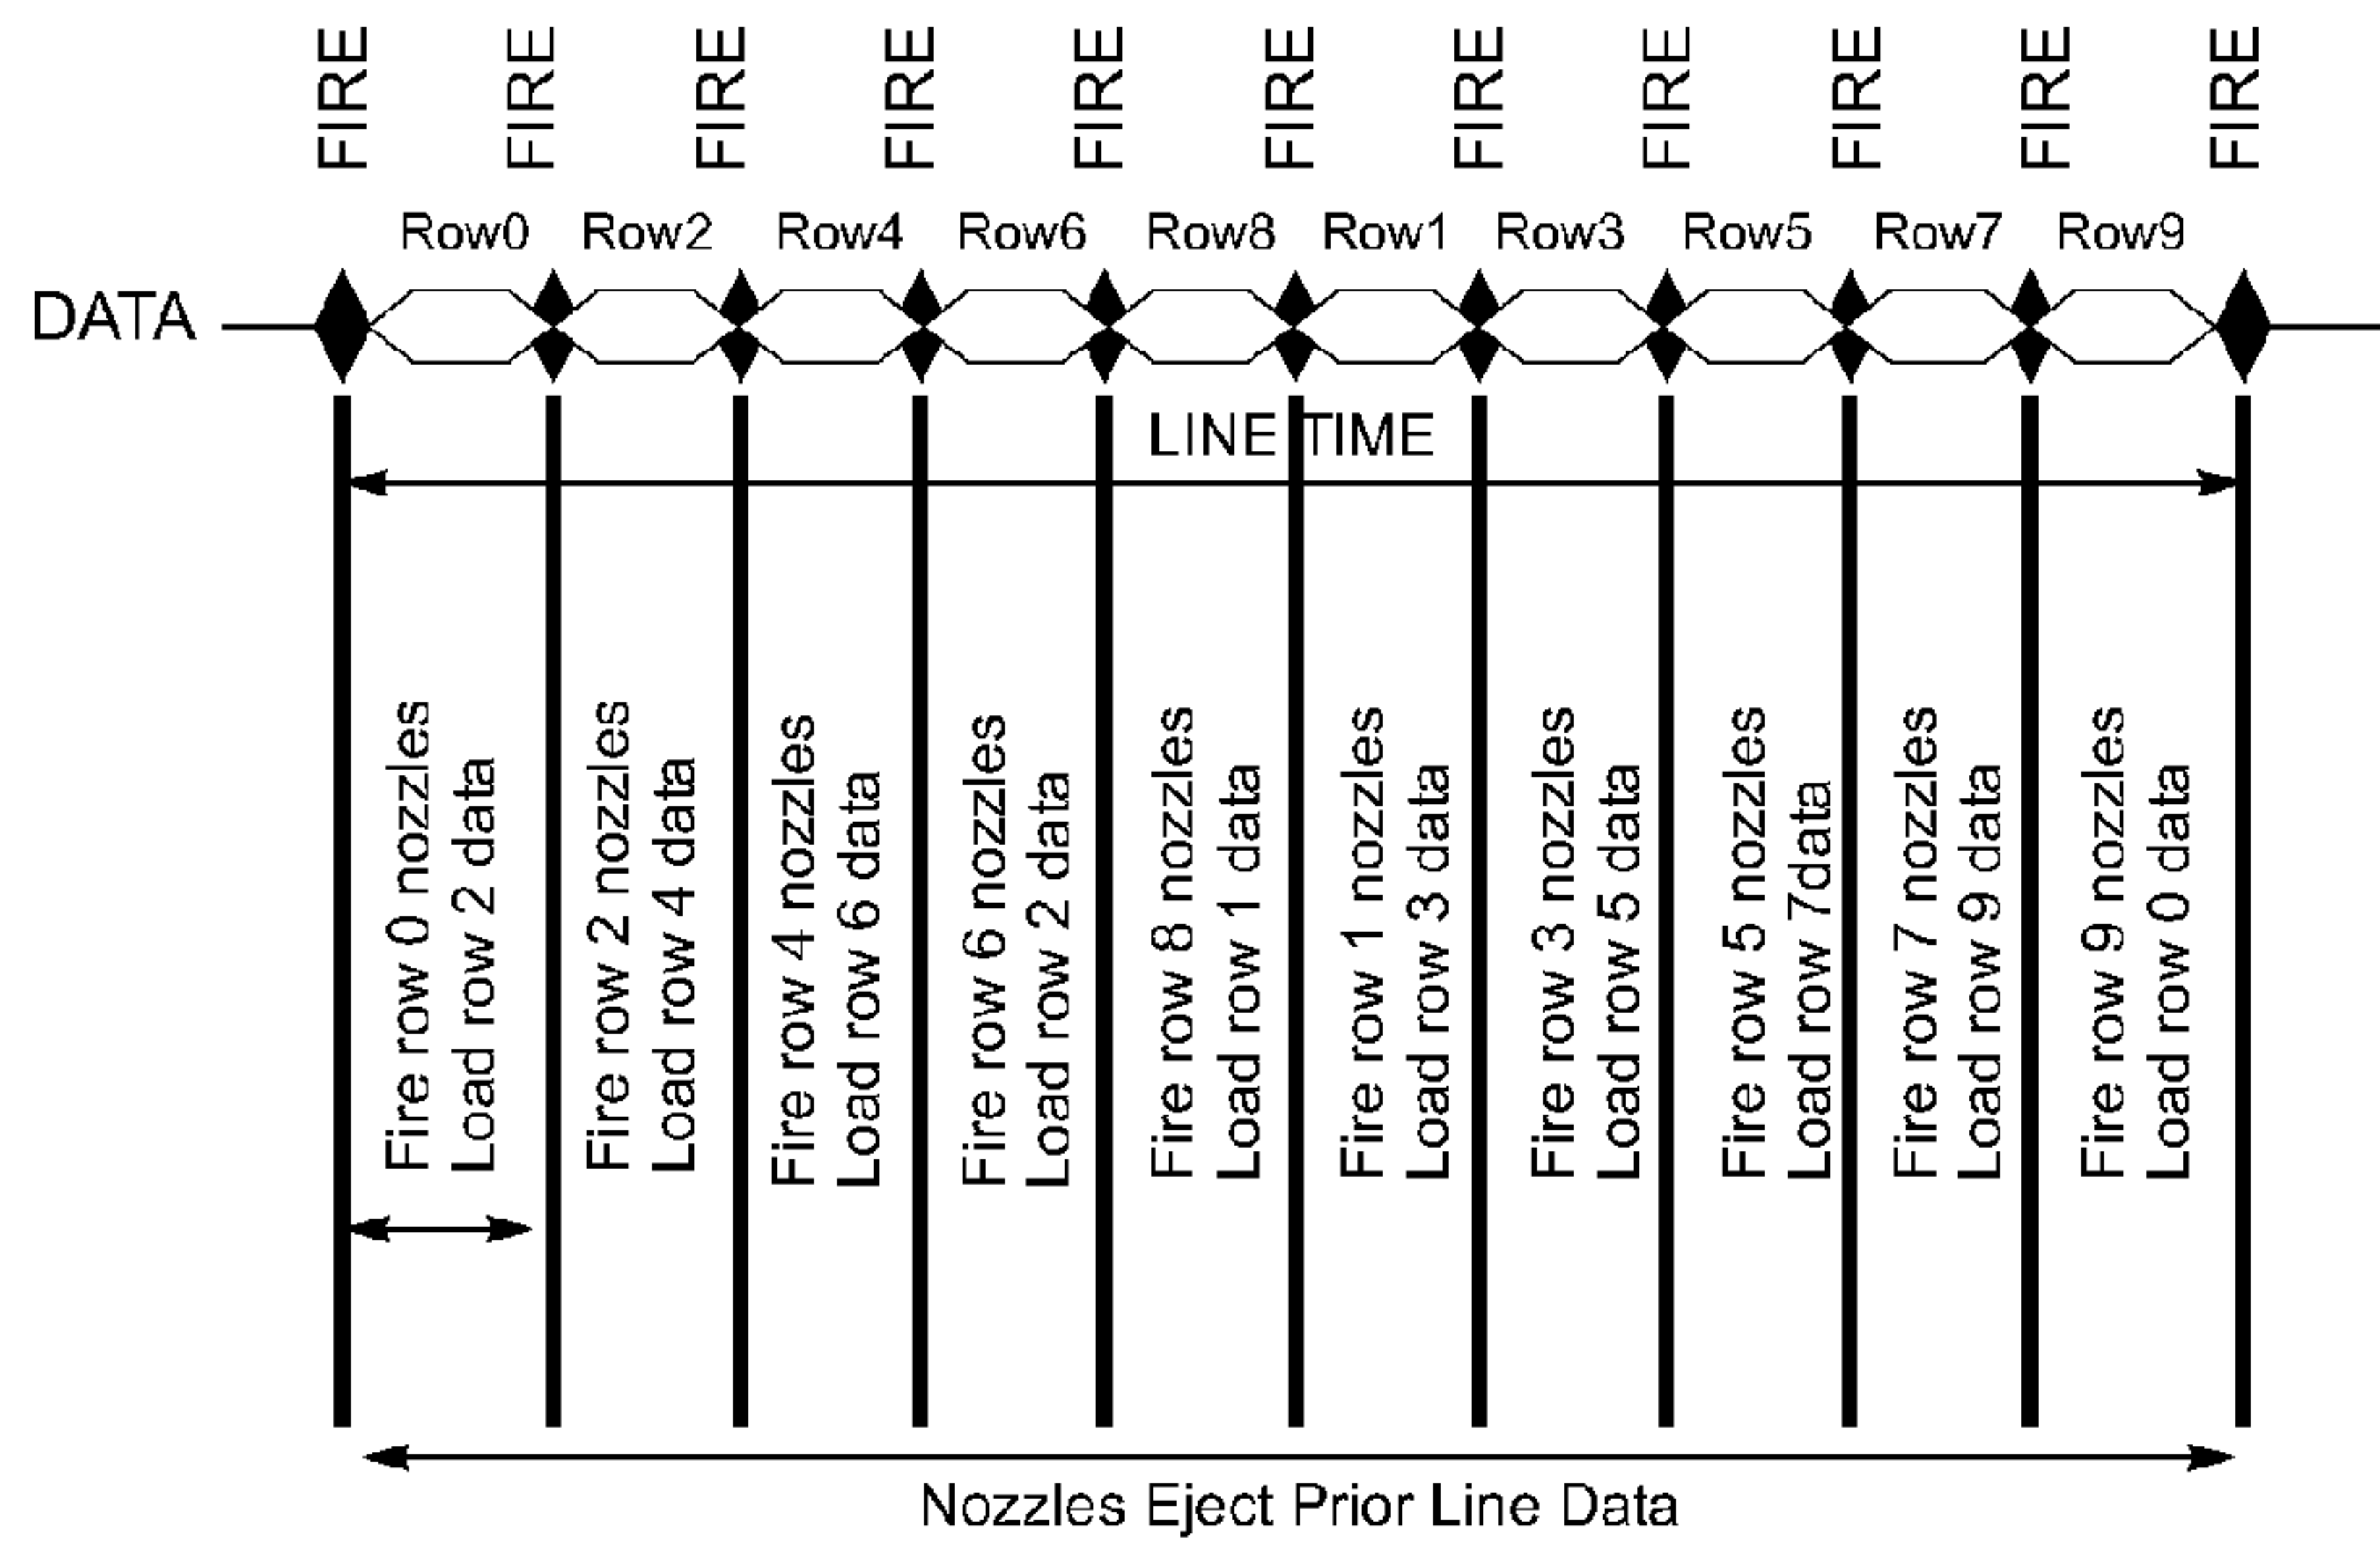 FIRE
FIRE
FIRE
FIRE
FIRE
FIRE
FIRE
FIRE
FIRE
FIRE
FIRE
Row0
Row2
Row4
Row6
Row8
Row1
Row3
Row5
Row7
Row9
DATA
LINE TIME
Fire row 0 nozzles
Load row 2 data
Fire row 2 nozzles
Load row 4 data
Fire row 4 nozzles
Load row 6 data
Fire row 6 nozzles
Load row 2 data
Fire row 8 nozzles
Load row 1 data
Fire row 1 nozzles
Load row 3 data
Fire row 3 nozzles
Load row 5 data
Fire row 5 nozzles
Load row 7data
Fire row 7 nozzles
Load row 9 data
Fire row 9 nozzles
Load row 0 data
Nozzles Eject Prior Line Data